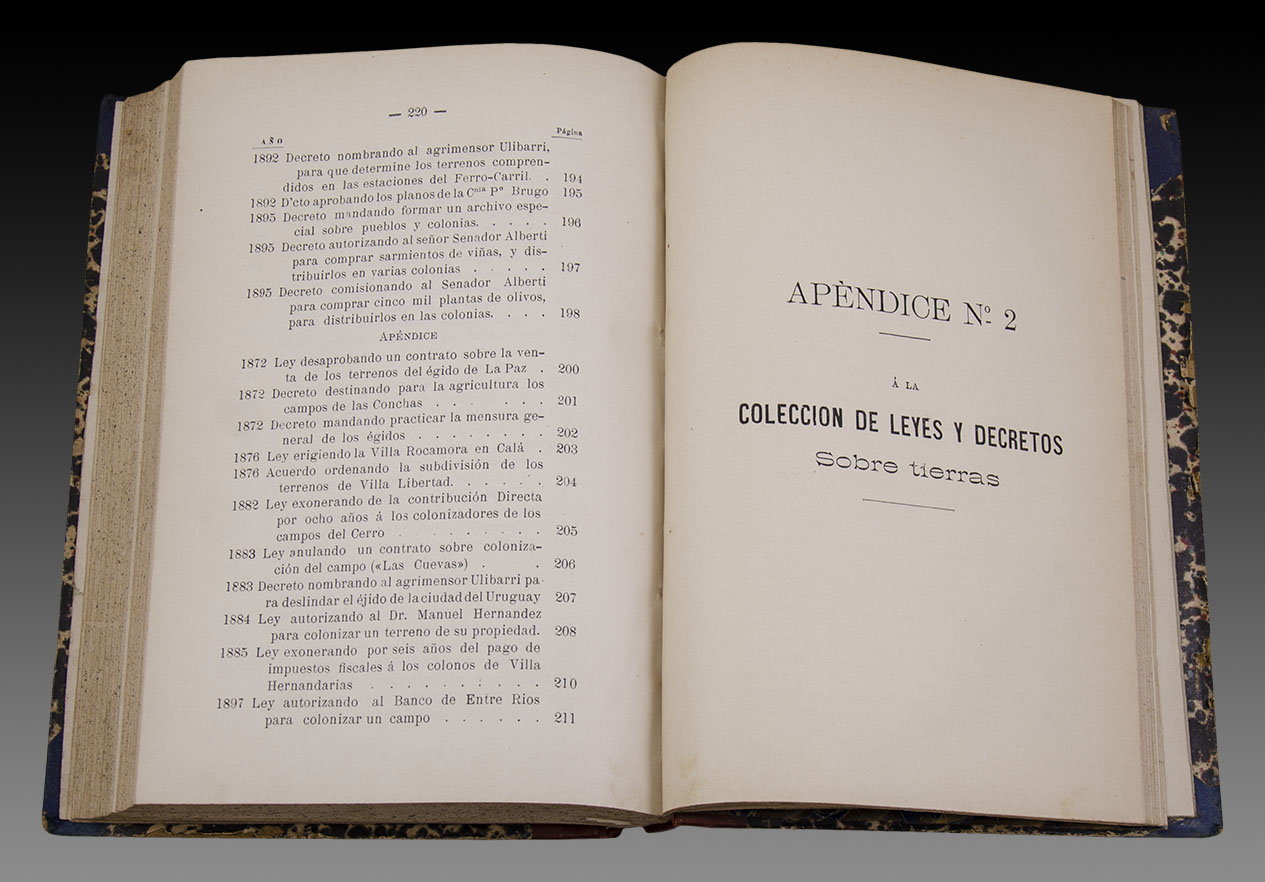 — 220 —
AÑO
Página
1892 Decreto nombrando al agrimensor Ulibarri,
para que determine los terrenos compren-
didos en las estaciones del Ferro-Carril. . 194
1892 D'cto aprobando los planos de la Cⁿⁱᵃ Pº Brugo 195
1895 Decreto mandando formar un archivo espe-
cial sobre pueblos y colonias. . . . . 196
1895 Decreto autorizando al señor Senador Alberti
para comprar sarmientos de viñas, y dis-
tribuirlos en varias colonias . . . . . 197
1895 Decreto comisionando al Senador Alberti
para comprar cinco mil plantas de olivos,
para distribuirlos en las colonias. . . . 198
APÉNDICE
1872 Ley desaprobando un contrato sobre la ven-
ta de los terrenos del égido de La Paz . 200
1872 Decreto destinando para la agricultura los
campos de las Conchas . . . . . . 201
1872 Decreto mandando practicar la mensura ge-
neral de los égidos . . . . . . . . 202
1876 Ley erigiendo la Villa Rocamora en Calá . 203
1876 Acuerdo ordenando la subdivisión de los
terrenos de Villa Libertad. . . . . . 204
1882 Ley exonerando de la contribución Directa
por ocho años á los colonizadores de los
campos del Cerro . . . . . . . . 205
1883 Ley anulando un contrato sobre coloniza-
ción del campo («Las Cuevas») . . 206
1883 Decreto nombrando al agrimensor Ulibarri pa-
ra deslindar el éjido de la ciudad del Uruguay 207
1884 Ley autorizando al Dr. Manuel Hernandez
para colonizar un terreno de su propiedad. 208
1885 Ley exonerando por seis años del pago de
impuestos fiscales á los colonos de Villa
Hernandarias . . . . . . . . . . 210
1897 Ley autorizando al Banco de Entre Rios
para colonizar un campo . . . . . . 211
APÈNDICE Nº 2
Á LA
COLECCION DE LEYES Y DECRETOS
Sobre tierras